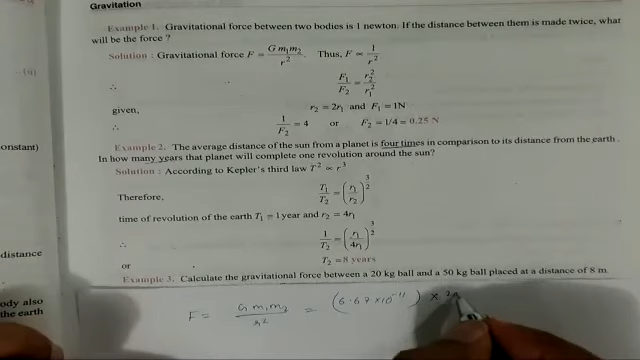 Gravitation
Example 1. Gravitational force between two bodies is 1 newton. If the distance between them is made twice, what
will be the force ?
Solution : Gravitational force F = G m₁m₂ / r². Thus, F ∝ 1/r²
∴ F₁/F₂ = r₂²/r₁²
given, r₂ = 2r₁ and F₁ = 1N
∴ 1/F₂ = 4 or F₂ = 1/4 = 0.25 N
onstant)
Example 2. The average distance of the sun from a planet is four times in comparison to its distance from the earth.
In how many years that planet will complete one revolution around the sun?
Solution : According to Kepler's third law T² ∝ r³
Therefore, T₁/T₂ = (r₁/r₂)^3/2
time of revolution of the earth T₁ = 1 year and r₂ = 4r₁
∴ 1/T₂ = (r₁/4r₁)^3/2
distance
or T₂ = 8 years
Example 3. Calculate the gravitational force between a 20 kg ball and a 50 kg ball placed at a distance of 8 m.
ody also
the earth
F = G m₁ m₂ / r² = (6.67 × 10⁻¹¹) ×